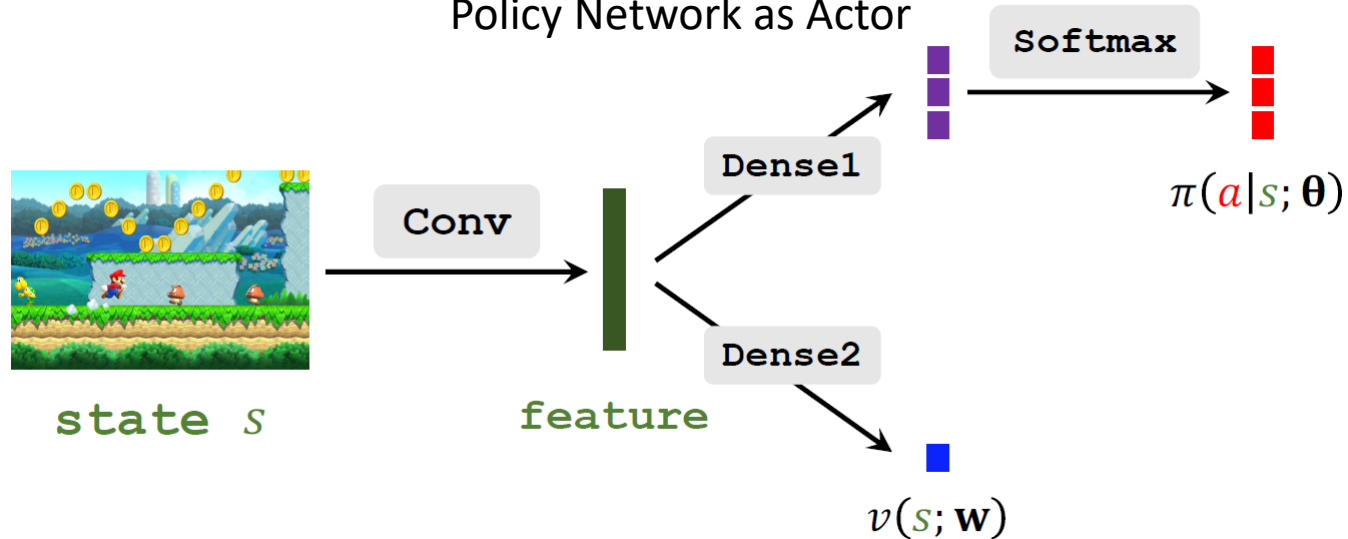 Policy Network as Actor
Softmax
Dense1
π(a|s; θ)
Conv
Dense2
state s
feature
v(s; w)